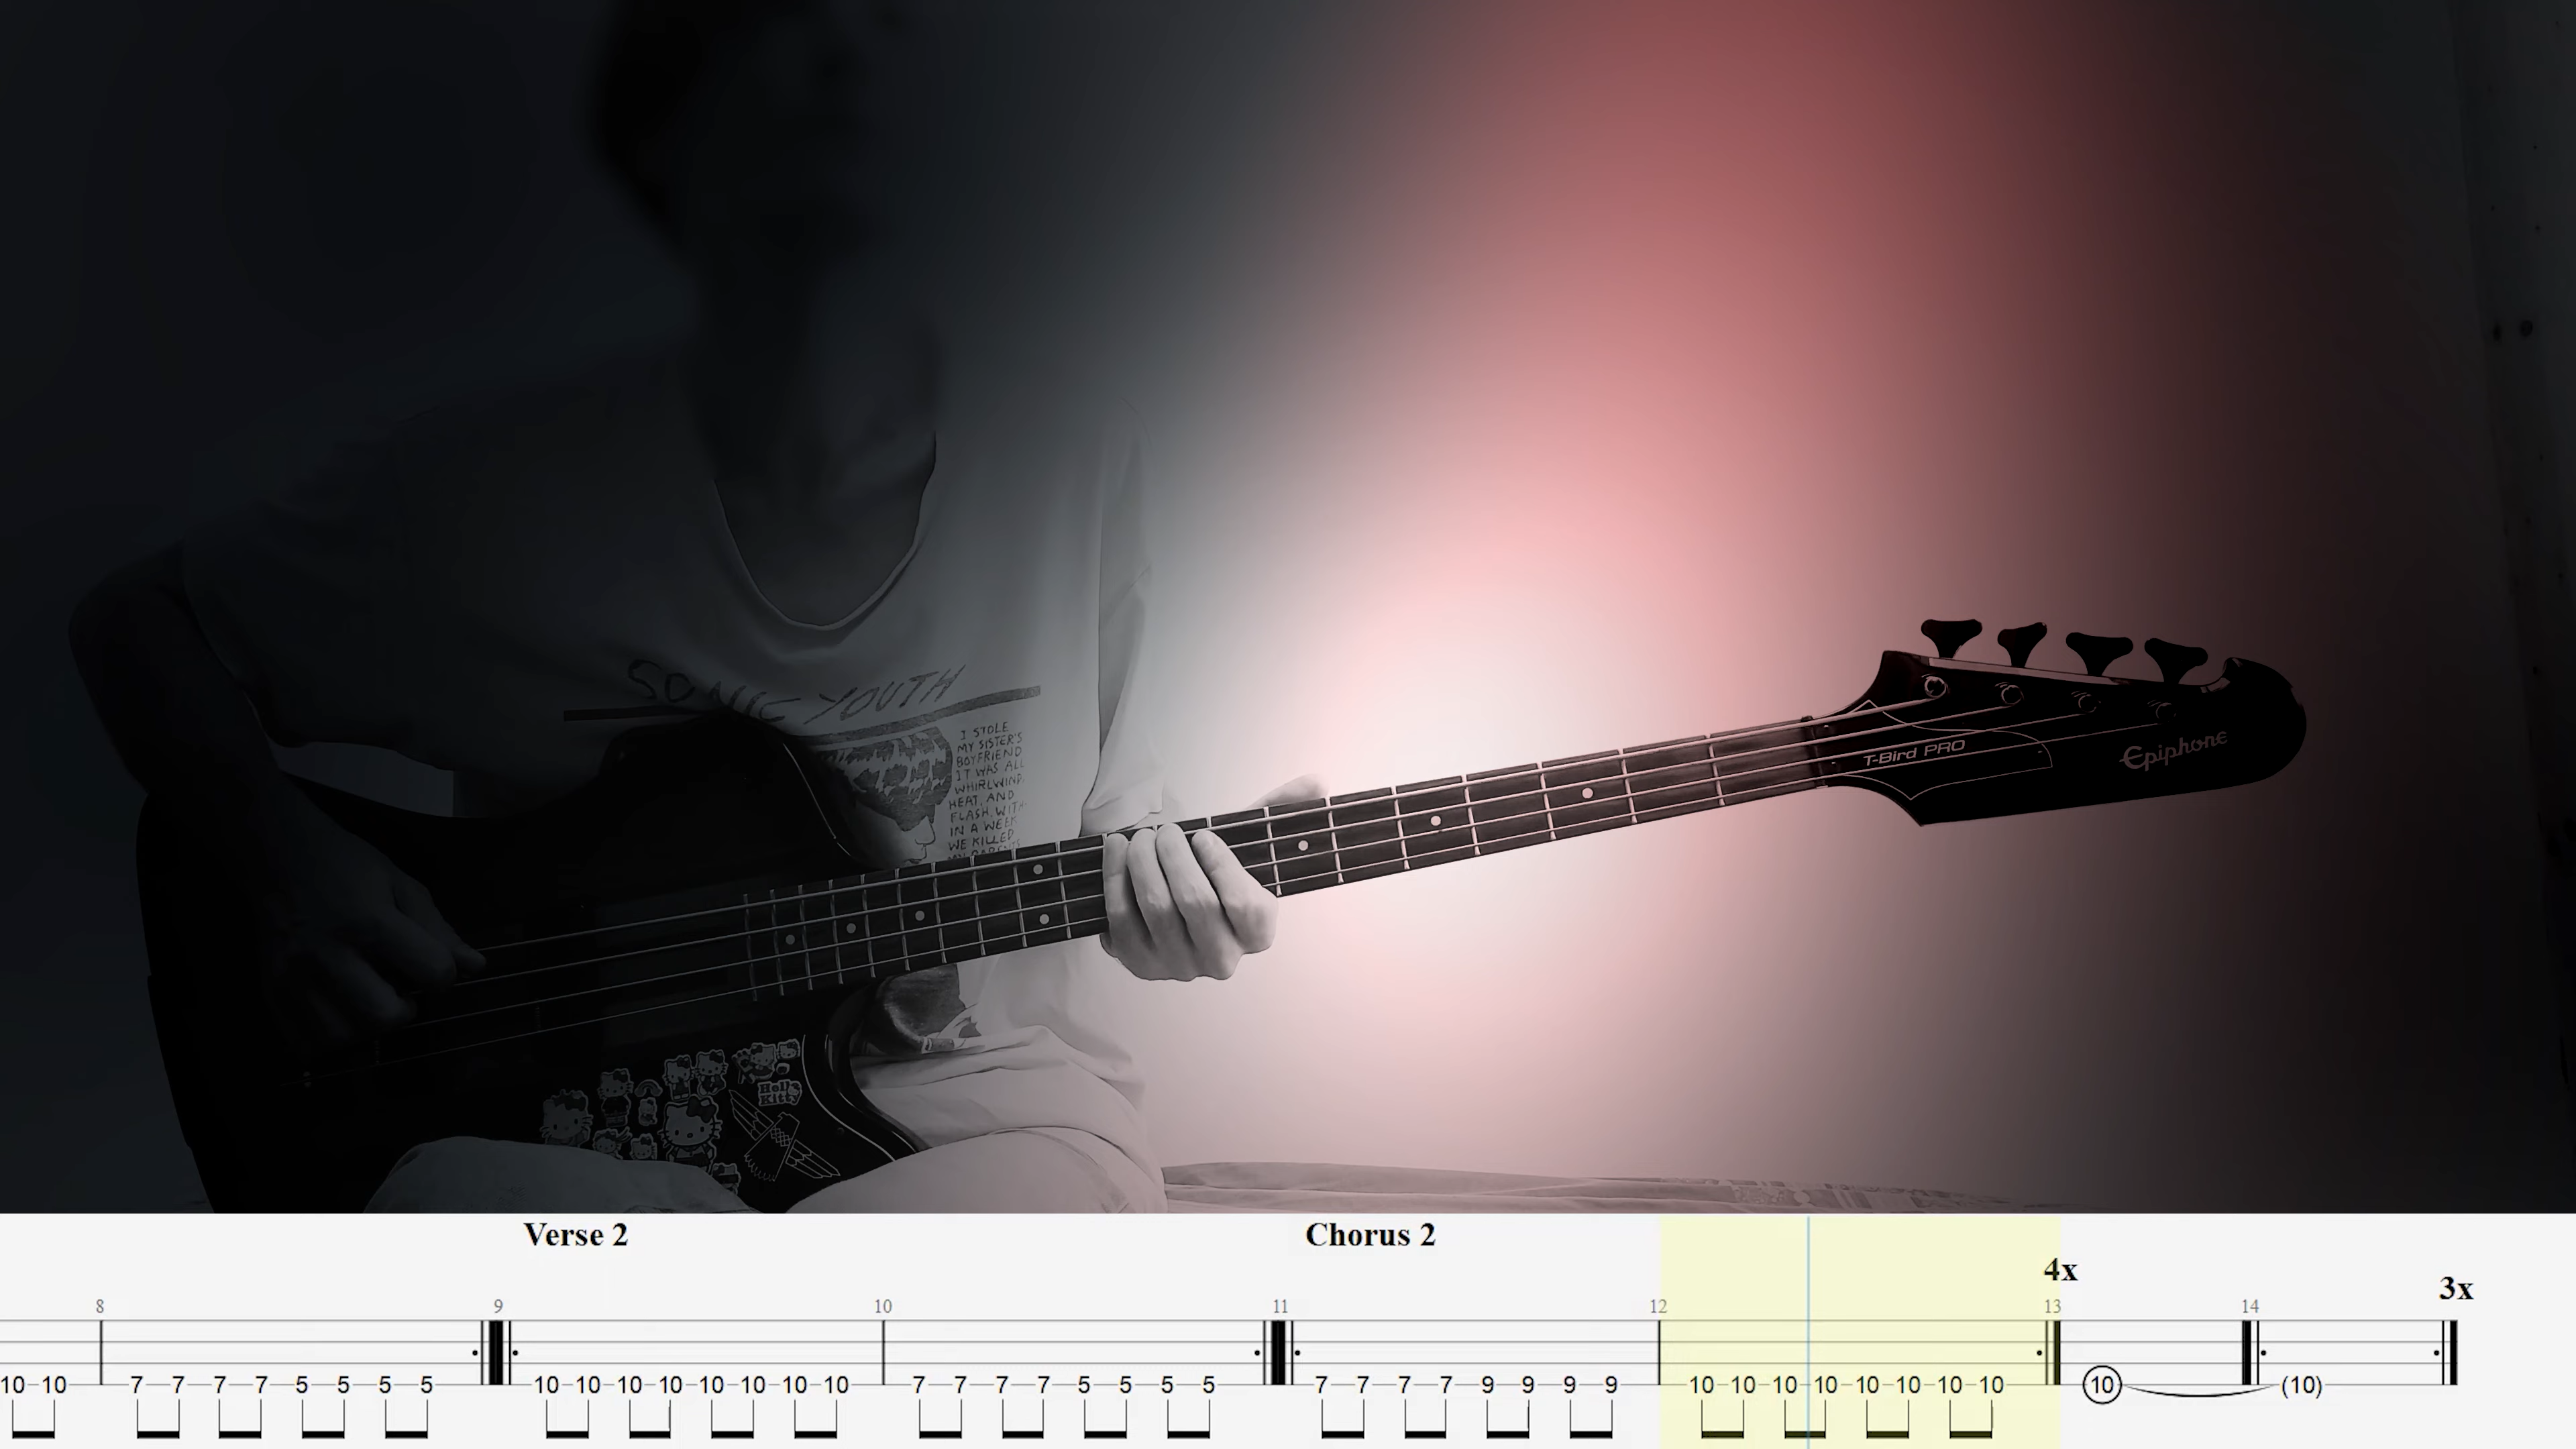 SONIC YOUTH
I STOLE
MY SISTER'S
BOYFRIEND
IT WAS ALL
WHIRLWIND,
HEAT, AND
FLASH. WITH-
IN A WEEK
WE KILLED
T-Bird PRO
Epiphone
Hello
Kitty
Verse 2
Chorus 2
4x
3x
8 9 10 11 12 13 14
10 10 7 7 7 7 5 5 5 5 10 10 10 10 10 10 10 10 7 7 7 7 5 5 5 5 7 7 7 7 9 9 9 9 10 10 10 10 10 10 10 10 10 (10)